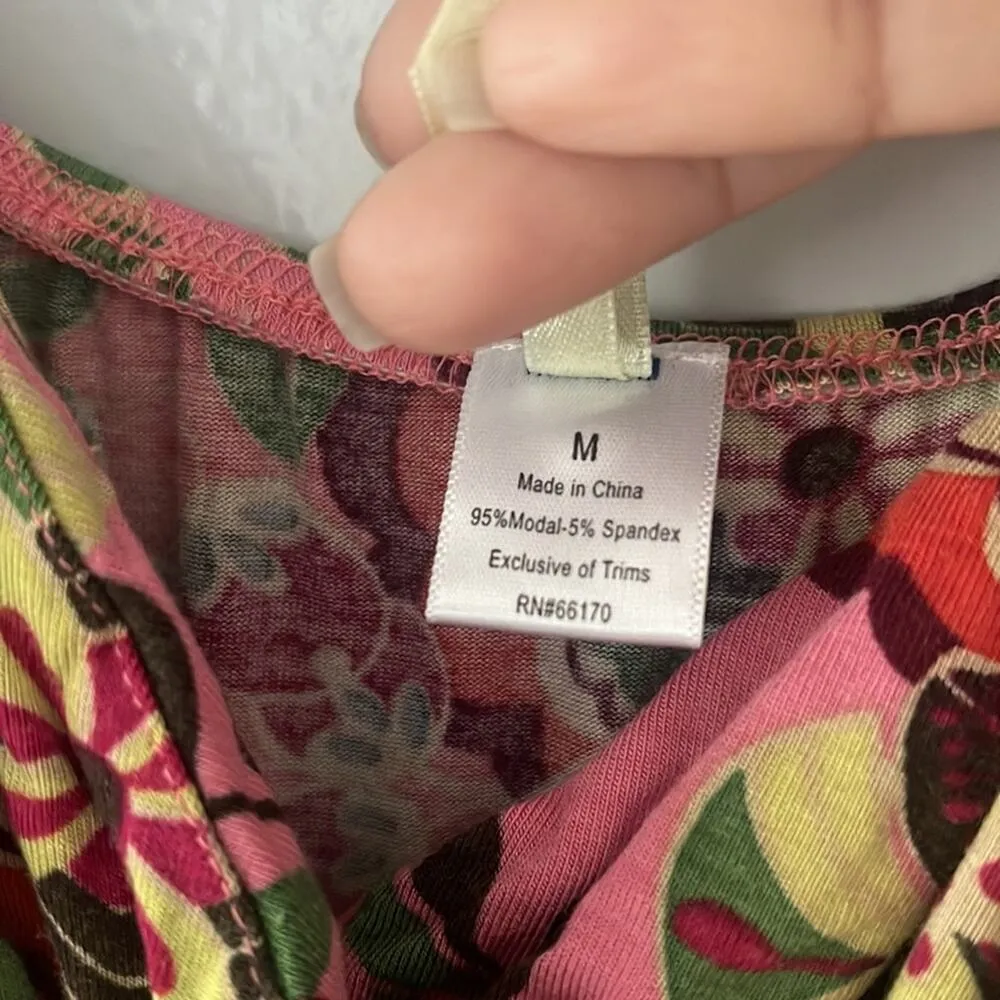 M
Made in China
95%Modal-5% Spandex
Exclusive of Trims
RN#66170